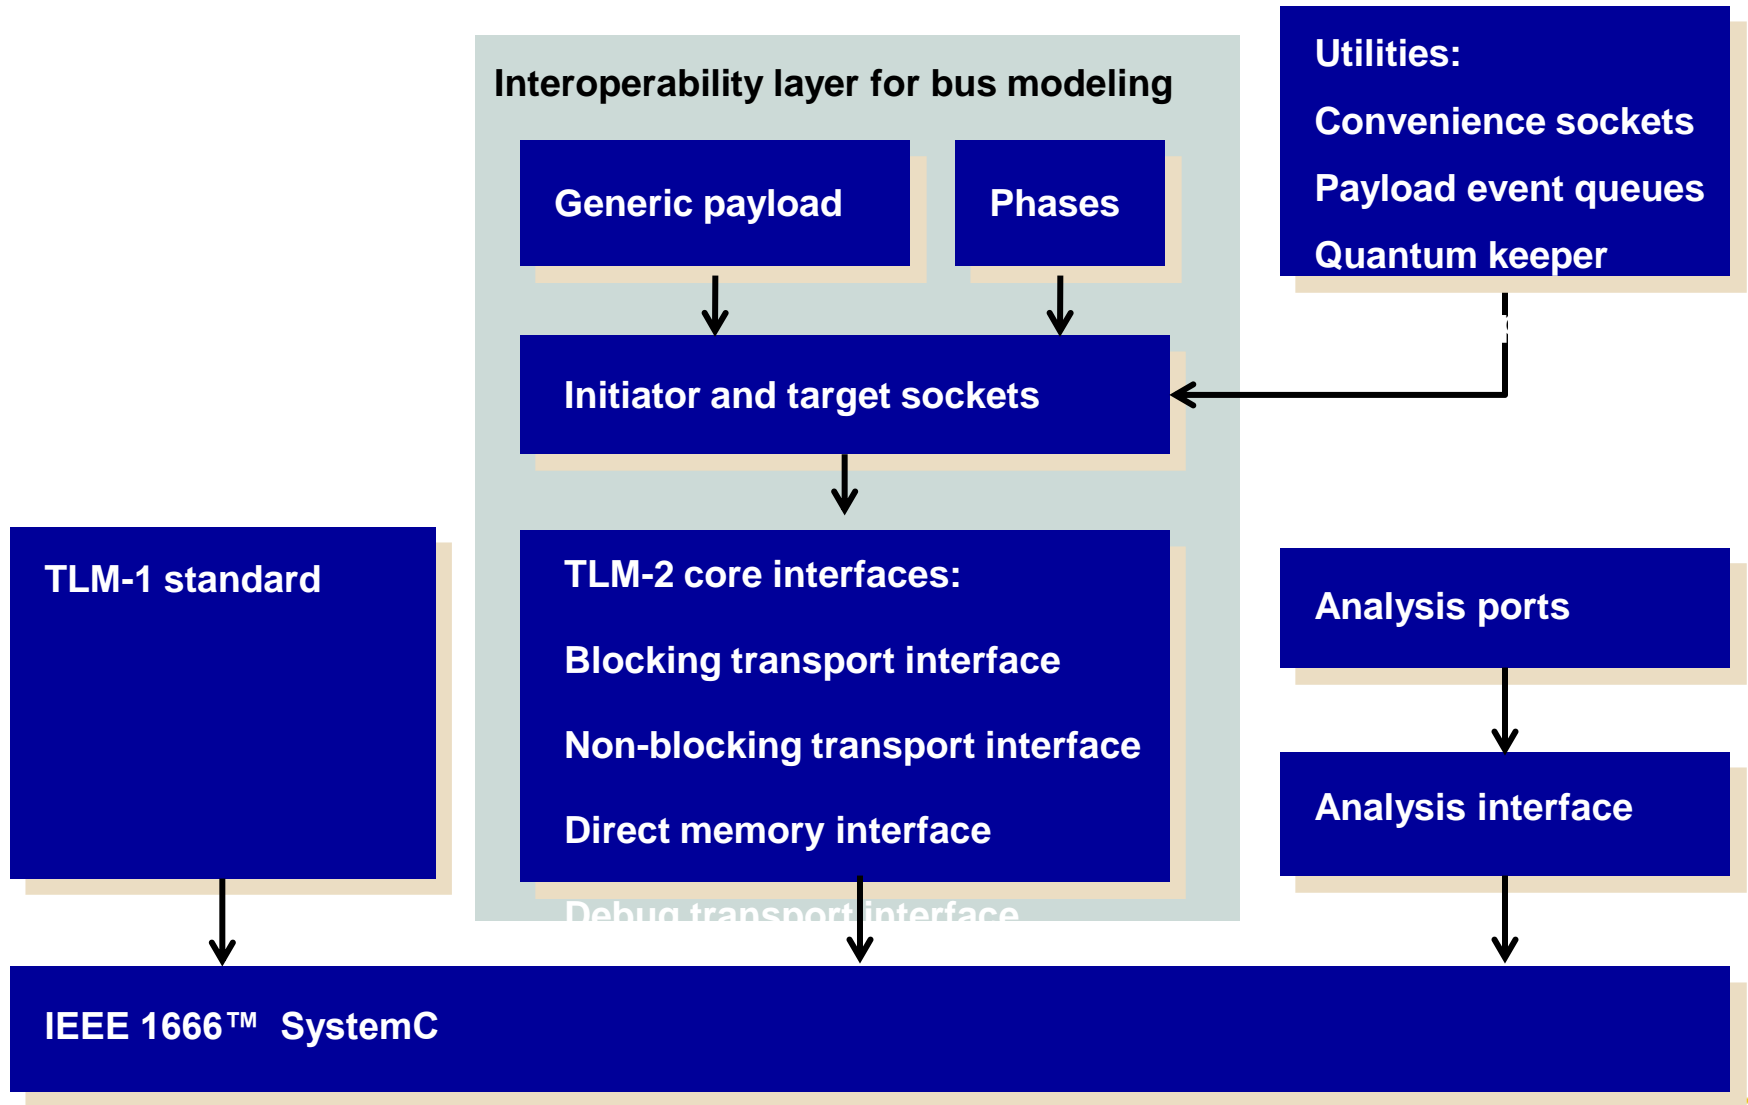 Interoperability layer for bus modeling
Generic payload
Phases
Utilities:
Convenience sockets
Payload event queues
Quantum keeper
Initiator and target sockets
TLM-1 standard
TLM-2 core interfaces:
Blocking transport interface
Non-blocking transport interface
Direct memory interface
Debug transport interface
Analysis ports
Analysis interface
IEEE 1666™ SystemC